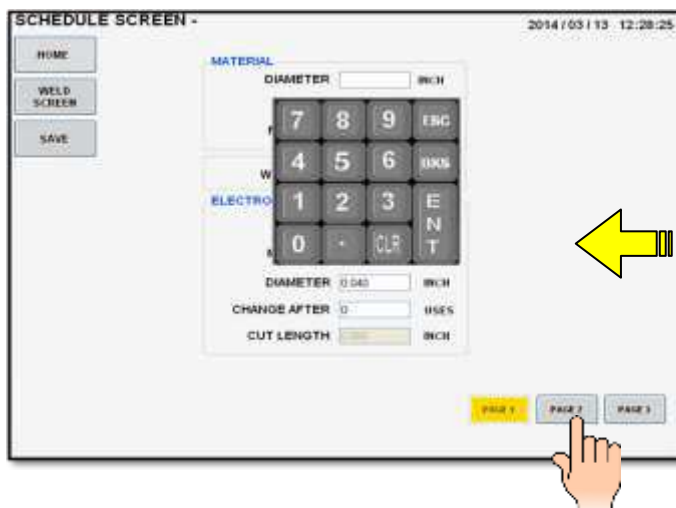 SCHEDULE SCREEN -
2014/03/13 12:28:25
HOME
WELD
SCREEN
SAVE
MATERIAL
DIAMETER INCH
7 8 9 ESC
4 5 6 BKS
W
ELECTRO
1 2 3 ENT
0 . CLR
DIAMETER 0.040 INCH
CHANGE AFTER 0 USES
CUT LENGTH INCH
PAGE 1 PAGE 2 PAGE 3